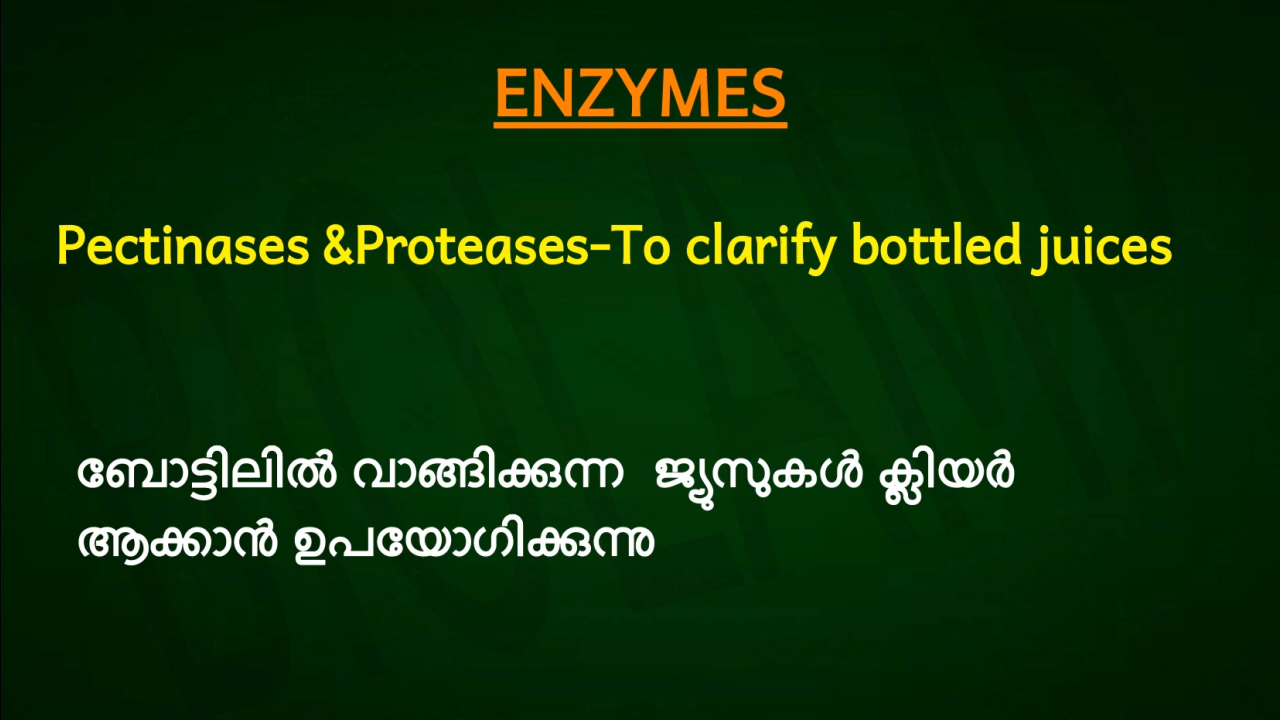 ENZYMES
Pectinases &Proteases-To clarify bottled juices
ബോട്ടിലിൽ വാങ്ങിക്കുന്ന ജ്യുസുകൾ ക്ലിയർ
ആക്കാൻ ഉപയോഗിക്കുന്നു